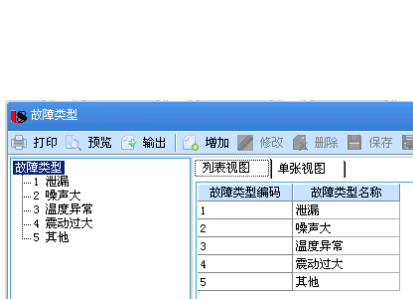 故障类型
打印 预览 输出 增加 修改 删除 保存
故障类型
1 泄漏
2 噪声大
3 温度异常
4 震动过大
5 其他
列表视图 单张视图
故障类型编码 故障类型名称
1 泄漏
2 噪声大
3 温度异常
4 震动过大
5 其他